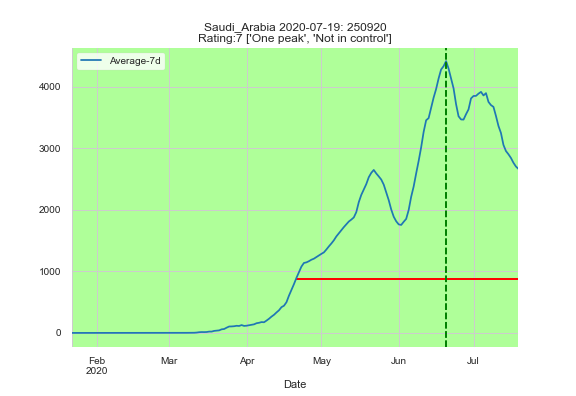 Saudi_Arabia 2020-07-19: 250920
Rating:7 ['One peak', 'Not in control']
Average-7d
4000
3000
2000
1000
0
Feb Mar Apr May Jun Jul
2020
Date